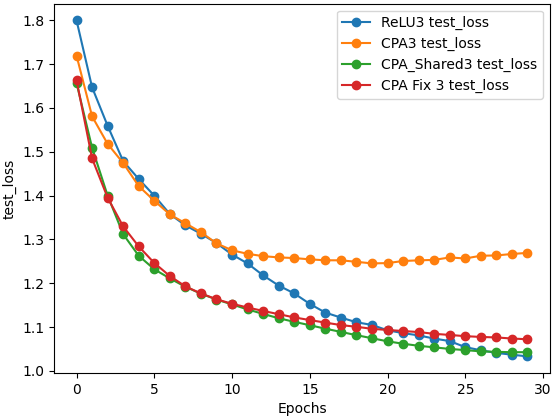 1.8
1.7
1.6
1.5
1.4
1.3
1.2
1.1
1.0
test_loss
ReLU3 test_loss
CPA3 test_loss
CPA_Shared3 test_loss
CPA Fix 3 test_loss
0 5 10 15 20 25 30
Epochs